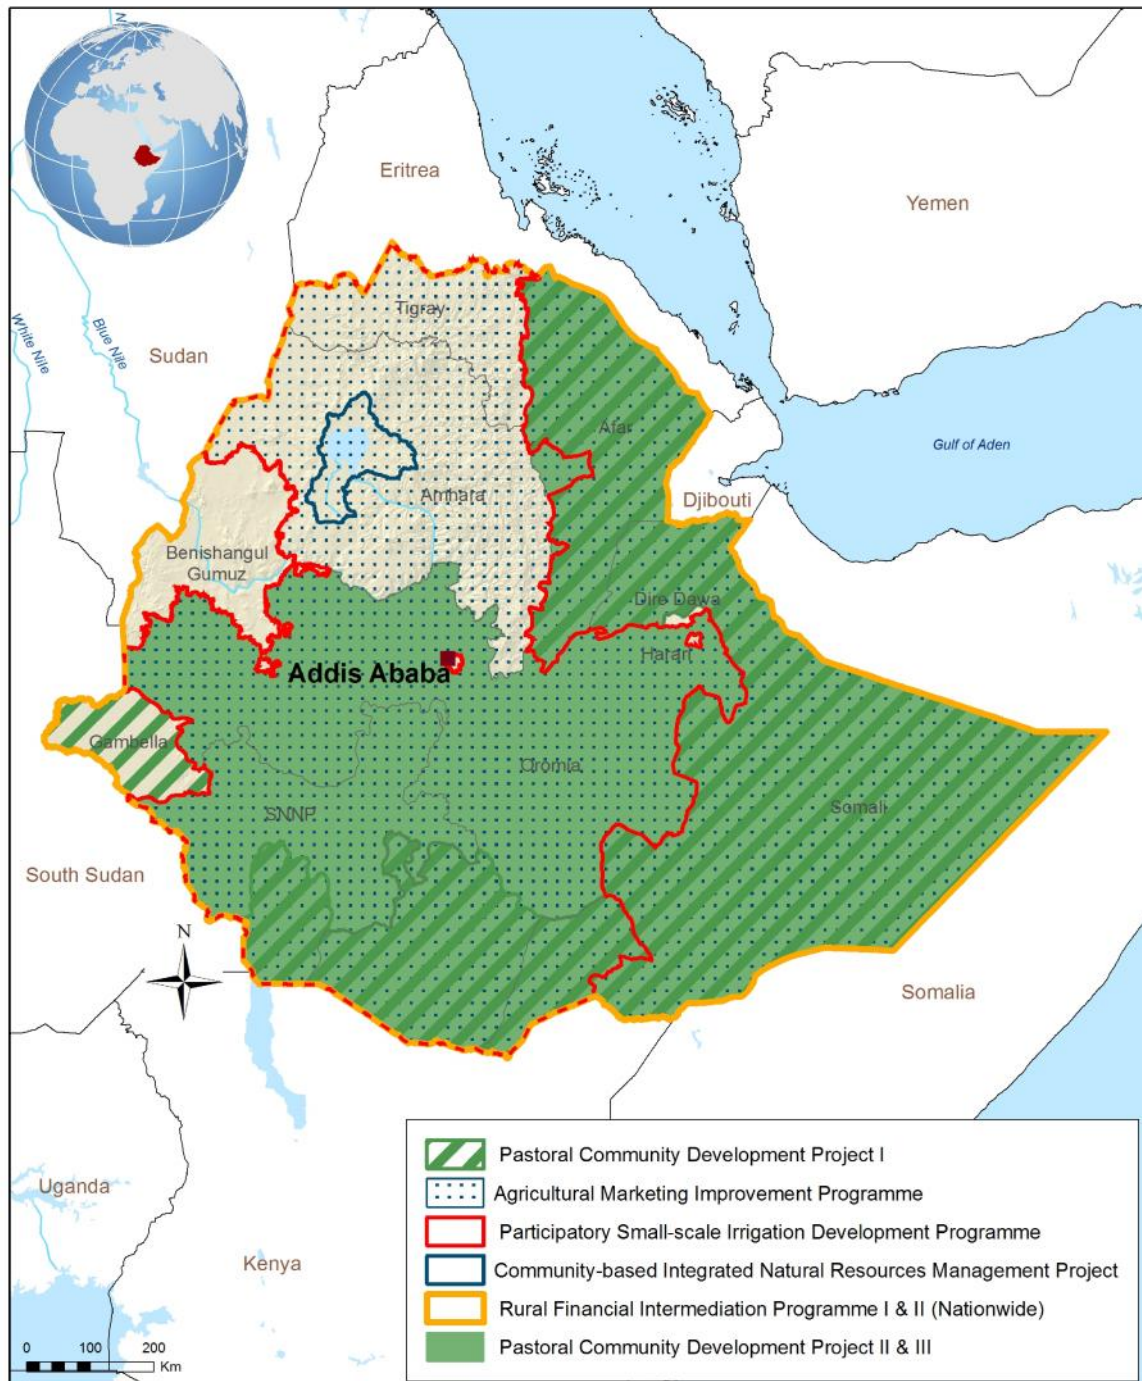 Eritrea
Yemen
Tigray
White Nile
Blue Nile
Sudan
Afar
Gulf of Aden
Amhara
Djibouti
Benishangul
Gumuz
Dire Dawa
Harari
Addis Ababa
Gambella
Oromia
Somali
SNNP
South Sudan
N
Somalia
Uganda
Kenya
Pastoral Community Development Project I
Agricultural Marketing Improvement Programme
Participatory Small-scale Irrigation Development Programme
Community-based Integrated Natural Resources Management Project
Rural Financial Intermediation Programme I & II (Nationwide)
Pastoral Community Development Project II & III
0 100 200
Km